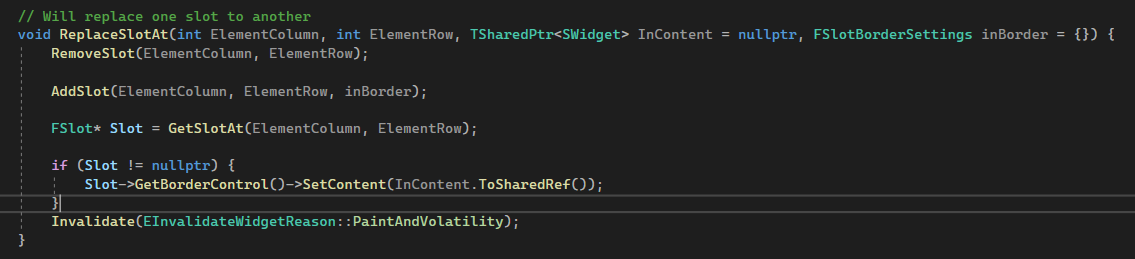 // Will replace one slot to another
void ReplaceSlotAt(int ElementColumn, int ElementRow, TSharedPtr<SWidget> InContent = nullptr, FSlotBorderSettings inBorder = {}) {
RemoveSlot(ElementColumn, ElementRow);
AddSlot(ElementColumn, ElementRow, inBorder);
FSlot* Slot = GetSlotAt(ElementColumn, ElementRow);
if (Slot != nullptr) {
Slot->GetBorderControl()->SetContent(InContent.ToSharedRef());
}
Invalidate(EInvalidateWidgetReason::PaintAndVolatility);
}